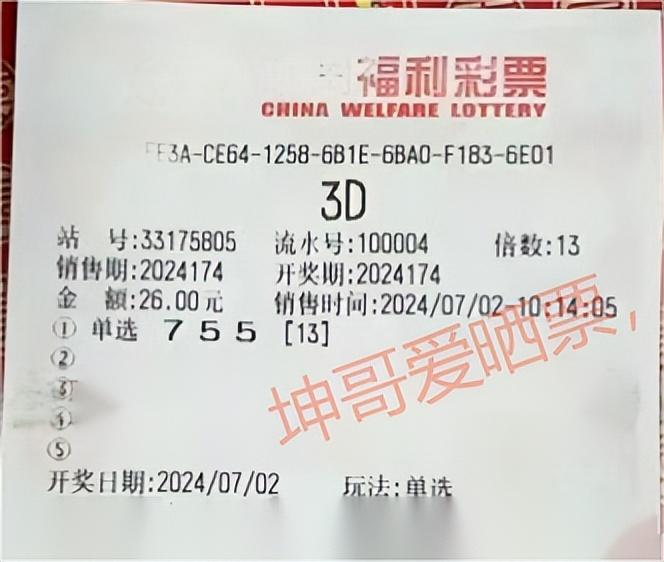 福利彩票
CHINA WELFARE LOTTERY
E3A-CE64-1258-6B1E-6BA0-F183-6E01
3D
站 号:33175805 流水号:100004 倍数:13
销售期:2024174 开奖期:2024174
金 额:26.00元 销售时间:2024/07/02-10:14:05
① 单选 7 5 5 [13]
②
③
④
⑤
坤哥爱晒票,
开奖日期:2024/07/02 玩法:单选